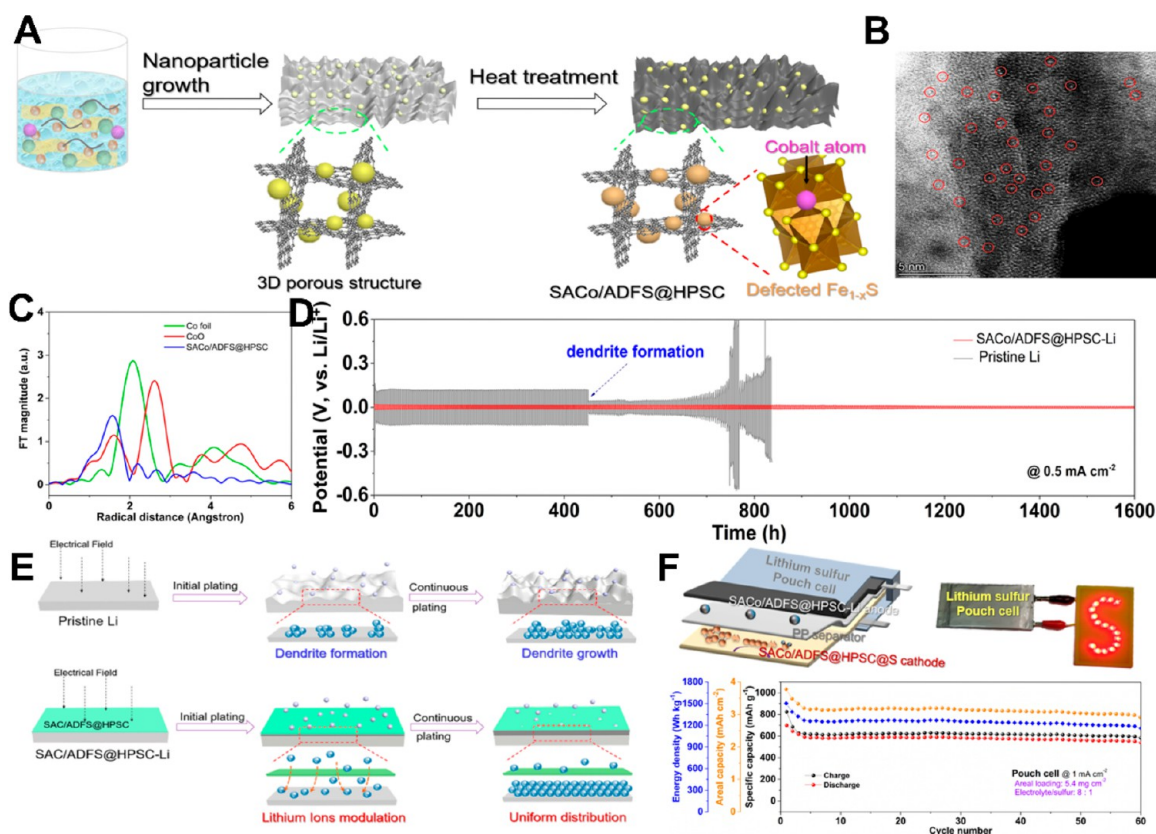 A
Nanoparticle
growth
Heat treatment
3D porous structure
SACo/ADFS@HPSC
Cobalt atom
Defected Fe1-xS
B
5 nm
C
FT magnitude (a.u.)
4
3
2
1
0
Co foil
CoO
SACo/ADFS@HPSC
0 2 4 6
Radical distance (Angstron)
D
Potential (V, vs. Li/Li+)
0.6
0.3
0.0
-0.3
-0.6
dendrite formation
SACo/ADFS@HPSC-Li
Pristine Li
@ 0.5 mA cm-2
0 200 400 600 800 1000 1200 1400 1600
Time (h)
E
Electrical Field
Pristine Li
Initial plating
Continuous
plating
Dendrite formation
Dendrite growth
Electrical Field
SAC/ADFS@HPSC
SAC/ADFS@HPSC-Li
Initial plating
Continuous
plating
Lithium Ions modulation
Uniform distribution
F
Lithium sulfur
Pouch cell
SACo/ADFS@HPSC-Li anode
PP separator
SACo/ADFS@HPSC@S cathode
Lithium sulfur
Pouch cell
S
Energy density (Wh kg-1)
1800
1500
1200
900
600
300
0
Areal capacity (mAh cm-2)
4
3
2
1
0
Specific capacity (mAh g-1)
1000
800
600
400
200
0
Charge
Discharge
Pouch cell @ 1 mA cm-2
Areal loading: 5.4 mg cm-2
Electrolyte/sulfur: 8 : 1
0 10 20 30 40 50 60
Cycle number